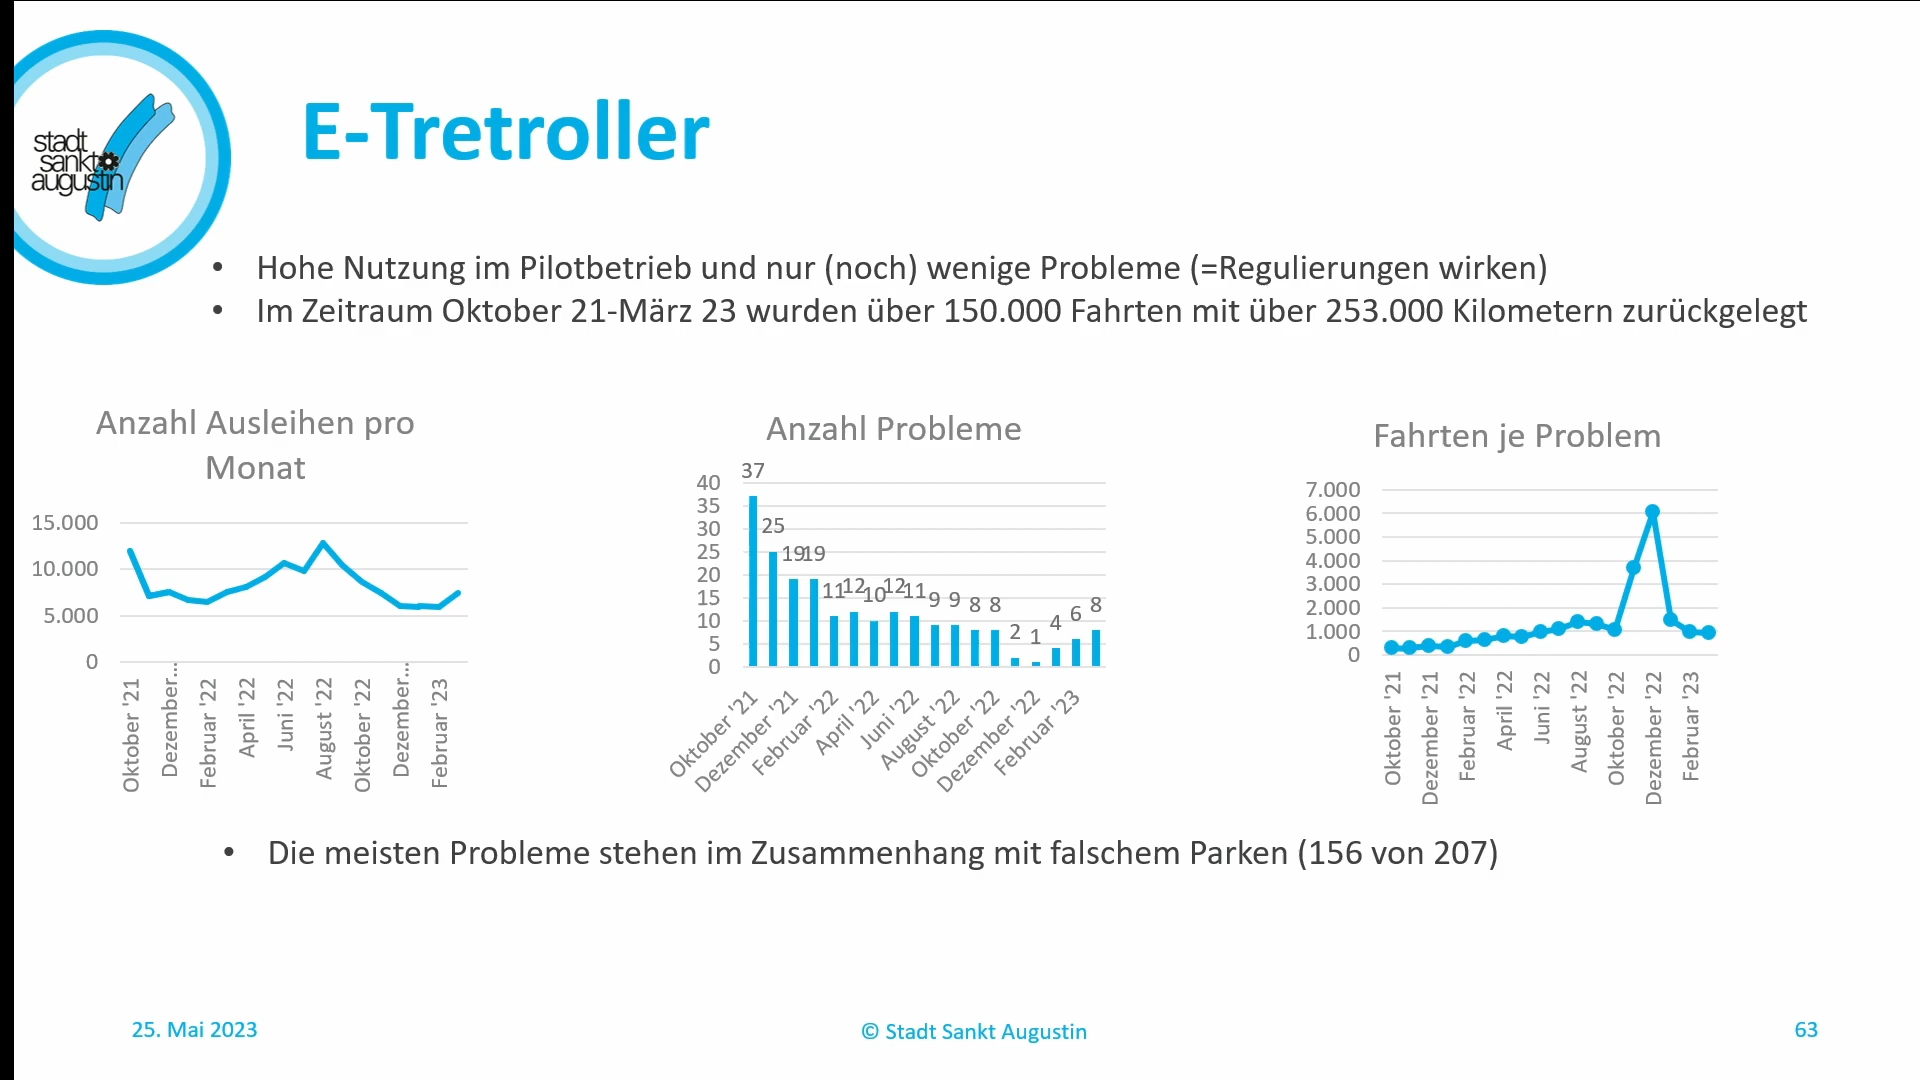 stadt
sankt
augustin
E-Tretroller
• Hohe Nutzung im Pilotbetrieb und nur (noch) wenige Probleme (=Regulierungen wirken)
• Im Zeitraum Oktober 21-März 23 wurden über 150.000 Fahrten mit über 253.000 Kilometern zurückgelegt
Anzahl Ausleihen pro
Monat
15.000
10.000
5.000
0
Oktober '21
Dezember...
Februar '22
April '22
Juni '22
August '22
Oktober '22
Dezember...
Februar '23
Anzahl Probleme
40
35
30
25
20
15
10
5
0
37
25
19
19
11
12
10
12
11
9
9
8
8
2
1
4
6
8
Oktober '21
Dezember '21
Februar '22
April '22
Juni '22
August '22
Oktober '22
Dezember '22
Februar '23
Fahrten je Problem
7.000
6.000
5.000
4.000
3.000
2.000
1.000
0
Oktober '21
Dezember '21
Februar '22
April '22
Juni '22
August '22
Oktober '22
Dezember '22
Februar '23
• Die meisten Probleme stehen im Zusammenhang mit falschem Parken (156 von 207)
25. Mai 2023
© Stadt Sankt Augustin
63